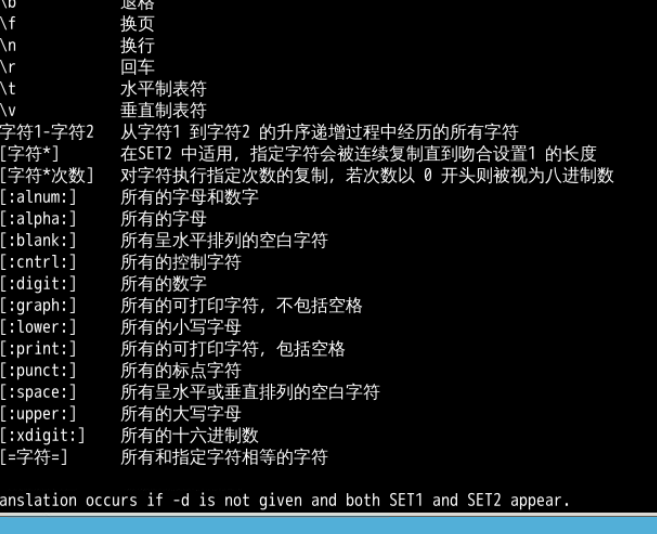 \b 退格
\f 换页
\n 换行
\r 回车
\t 水平制表符
\v 垂直制表符
字符1-字符2 从字符1 到字符2 的升序递增过程中经历的所有字符
[字符*] 在SET2 中适用，指定字符会被连续复制直到吻合设置1 的长度
[字符*次数] 对字符执行指定次数的复制，若次数以 0 开头则被视为八进制数
[:alnum:] 所有的字母和数字
[:alpha:] 所有的字母
[:blank:] 所有呈水平排列的空白字符
[:cntrl:] 所有的控制字符
[:digit:] 所有的数字
[:graph:] 所有的可打印字符，不包括空格
[:lower:] 所有的小写字母
[:print:] 所有的可打印字符，包括空格
[:punct:] 所有的标点字符
[:space:] 所有呈水平或垂直排列的空白字符
[:upper:] 所有的大写字母
[:xdigit:] 所有的十六进制数
[=字符=] 所有和指定字符相等的字符
anslation occurs if -d is not given and both SET1 and SET2 appear.